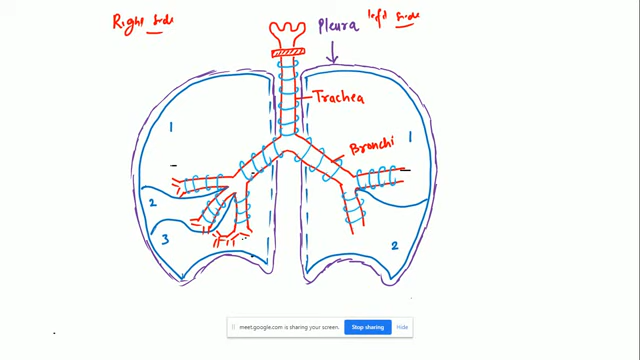 Right side
Pleura
left side
Trachea
Bronchi
1
1
2
3
2
meet.google.com is sharing your screen.
Stop sharing
Hide